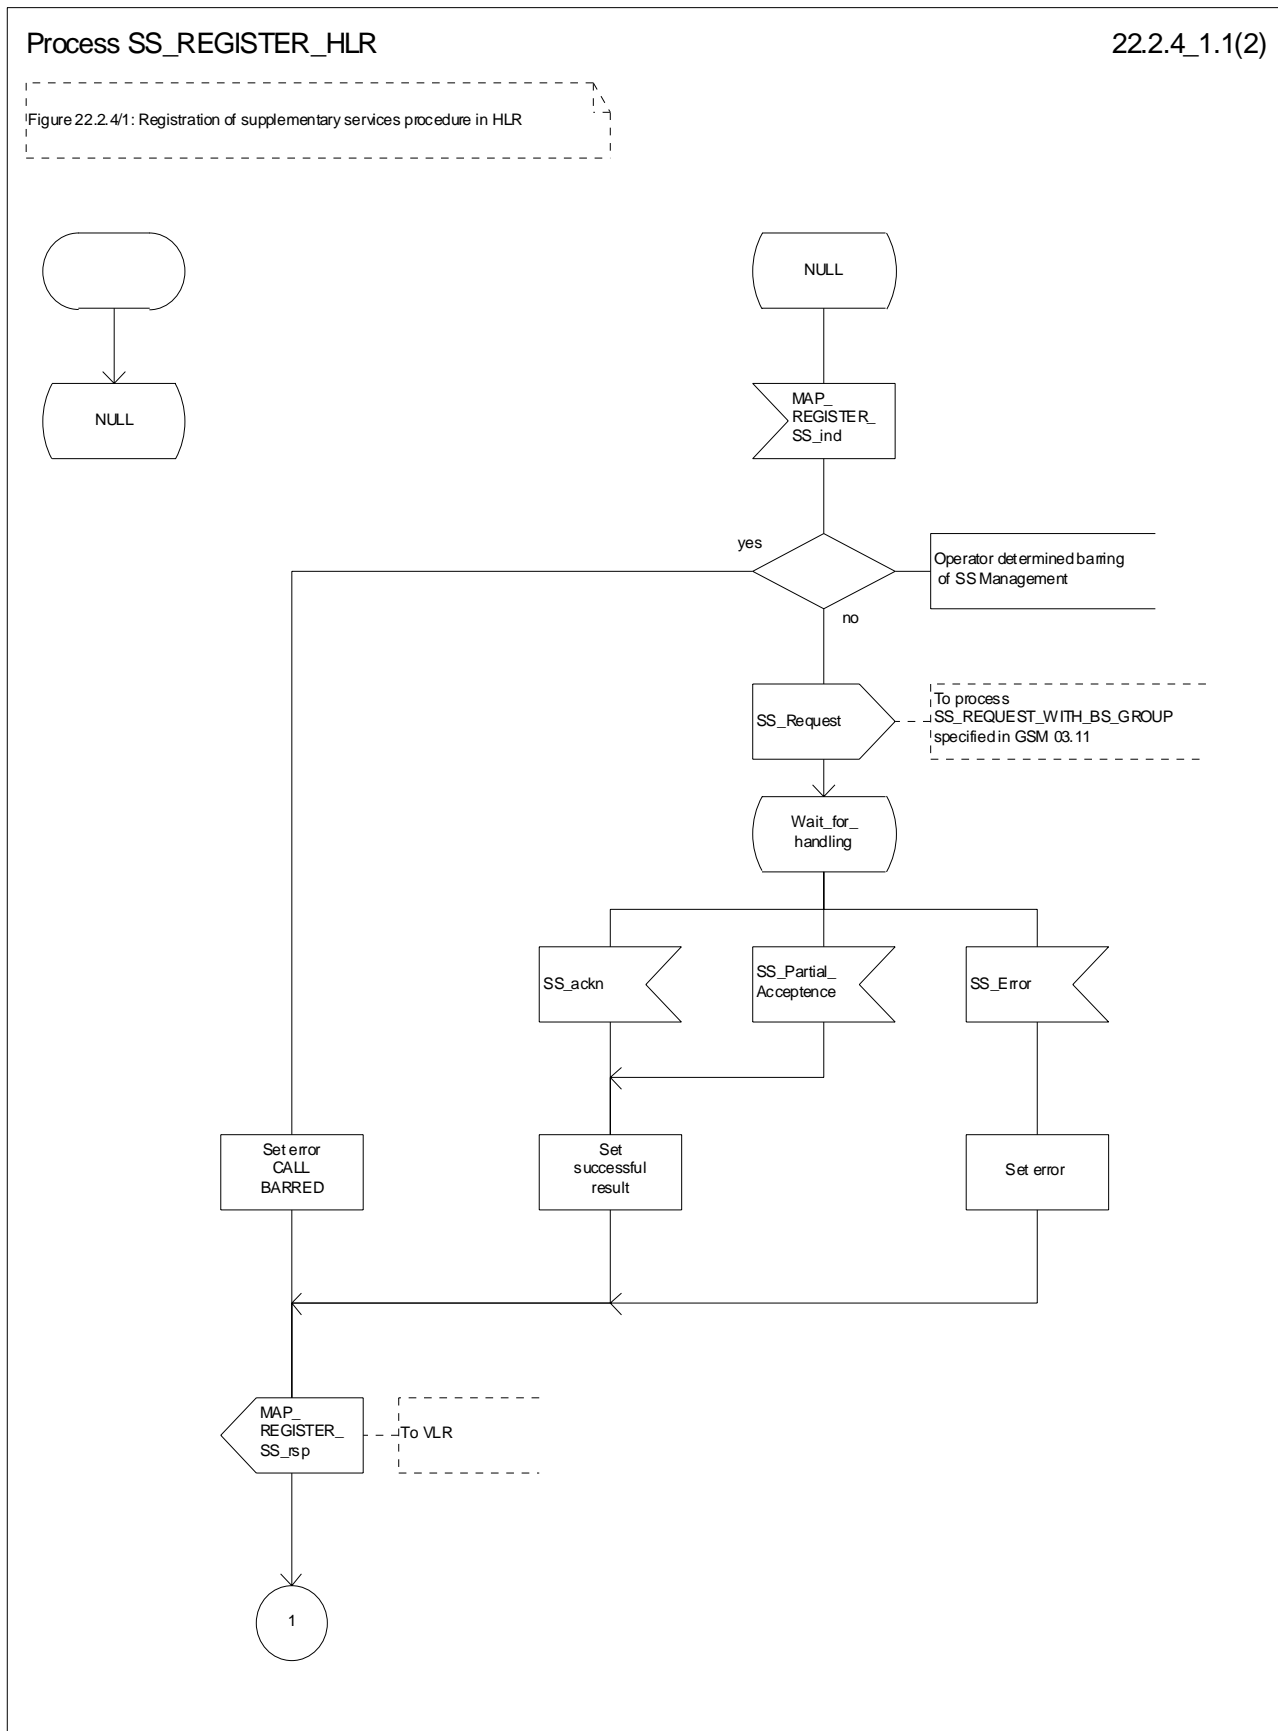 Process SS_REGISTER_HLR
22.2.4_1.1(2)
Figure 22.2.4/1: Registration of supplementary services procedure in HLR
NULL
NULL
MAP_
REGISTER_
SS_ind
yes
Operator determined barring
of SS Management
no
SS_Request
To process
SS_REQUEST_WITH_BS_GROUP
specified in GSM 03.11
Wait_for_
handling
SS_ackn
SS_Partial_
Acceptence
SS_Error
Set error
CALL
BARRED
Set
successful
result
Set error
MAP_
REGISTER_
SS_rsp
To VLR
1